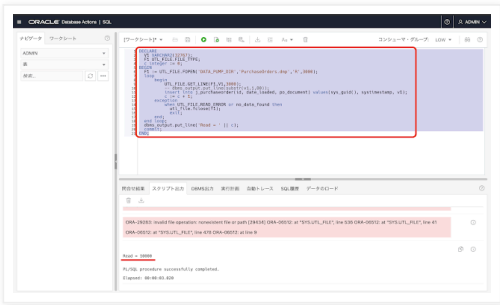 ORACLE Database Actions | SQL
ADMIN
ナビゲータ ワークシート
[ワークシート]*
コンシューマ・グループ: LOW
ADMIN
表
検索...
DECLARE
V1 VARCHAR2(32767);
F1 UTL_FILE.FILE_TYPE;
c integer := 0;
BEGIN
F1 := UTL_FILE.FOPEN('DATA_PUMP_DIR','PurchaseOrders.dmp','R',3000);
loop
begin
UTL_FILE.GET_LINE(F1,V1,3000);
-- dbms_output.put_line(substr(v1,1,80));
insert into j_purchaseorder(id, date_loaded, po_document) values(sys_guid(), systimestamp, v1);
c := c + 1;
exception
when UTL_FILE.READ_ERROR or no_data_found then
utl_file.fclose(f1);
exit;
end;
end loop;
dbms_output.put_line('Read = ' || c);
commit;
END;
問合せ結果 スクリプト出力 DBMS出力 実行計画 自動トレース SQL履歴 データのロード
ORA-29283: invalid file operation: nonexistent file or path [29434] ORA-06512: at "SYS.UTL_FILE", line 536 ORA-06512: at "SYS.UTL_FILE", line 41
ORA-06512: at "SYS.UTL_FILE", line 478 ORA-06512: at line 9
Read = 10000
PL/SQL procedure successfully completed.